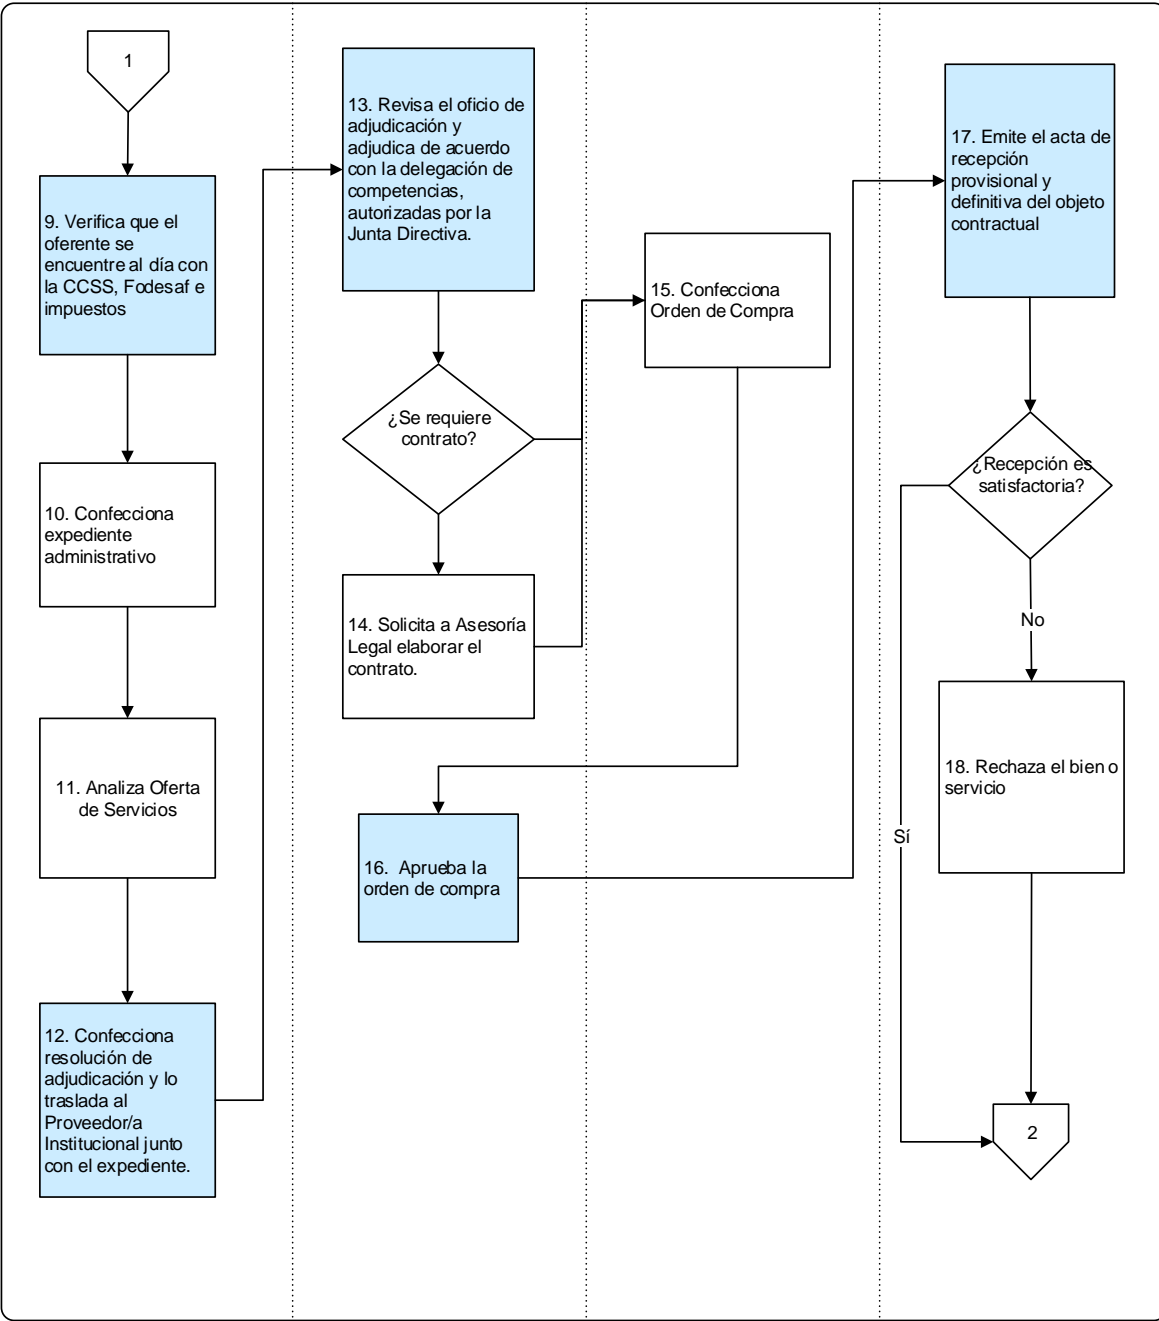 1
9. Verifica que el
oferente se
encuentre al día con
la CCSS, Fodesaf e
impuestos
10. Confecciona
expediente
administrativo
11. Analiza Oferta
de Servicios
12. Confecciona
resolución de
adjudicación y lo
traslada al
Proveedor/a
Institucional junto
con el expediente.
13. Revisa el oficio de
adjudicación y
adjudica de acuerdo
con la delegación de
competencias,
autorizadas por la
Junta Directiva.
¿Se requiere
contrato?
14. Solicita a Asesoría
Legal elaborar el
contrato.
15. Confecciona
Orden de Compra
16. Aprueba la
orden de compra
17. Emite el acta de
recepción
provisional y
definitiva del objeto
contractual
¿Recepción es
satisfactoria?
No
18. Rechaza el bien o
servicio
Sí
2